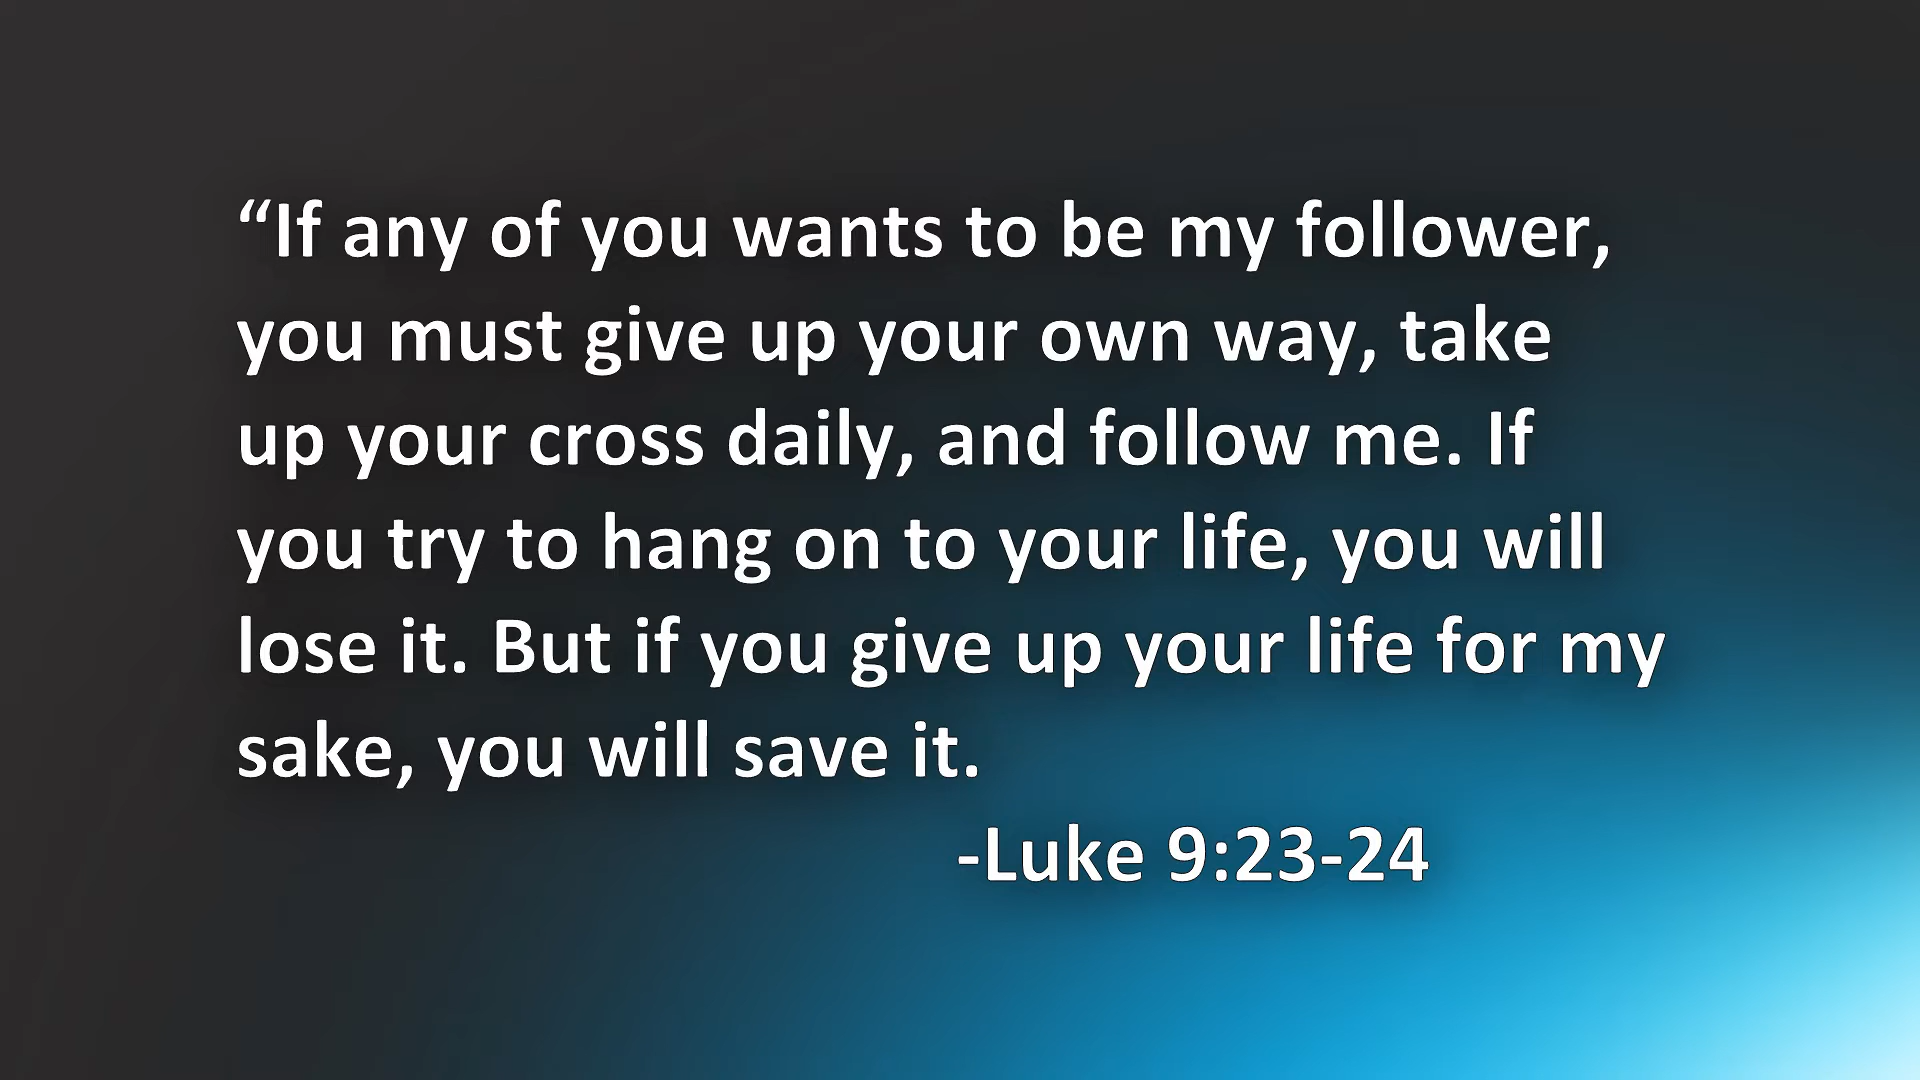 “If any of you wants to be my follower,
you must give up your own way, take
up your cross daily, and follow me. If
you try to hang on to your life, you will
lose it. But if you give up your life for my
sake, you will save it.
-Luke 9:23-24